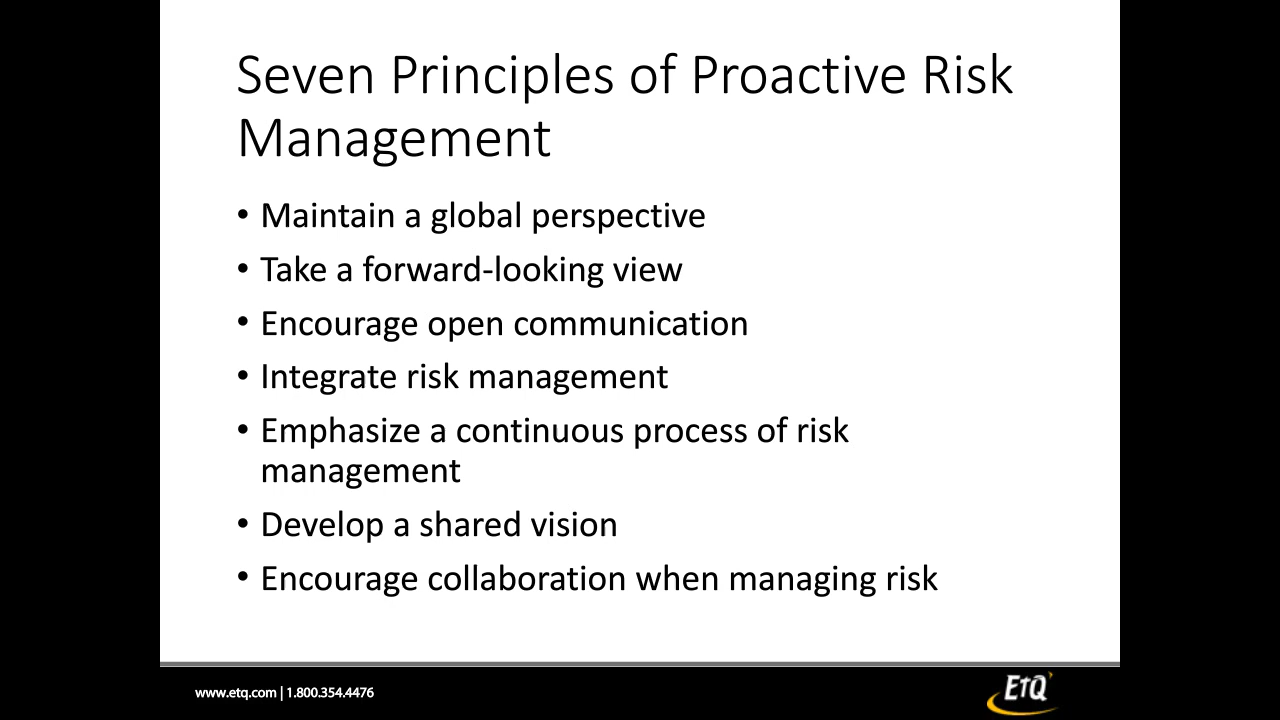 Seven Principles of Proactive Risk
Management
• Maintain a global perspective
• Take a forward-looking view
• Encourage open communication
• Integrate risk management
• Emphasize a continuous process of risk
management
• Develop a shared vision
• Encourage collaboration when managing risk
www.etq.com | 1.800.354.4476
EtQ